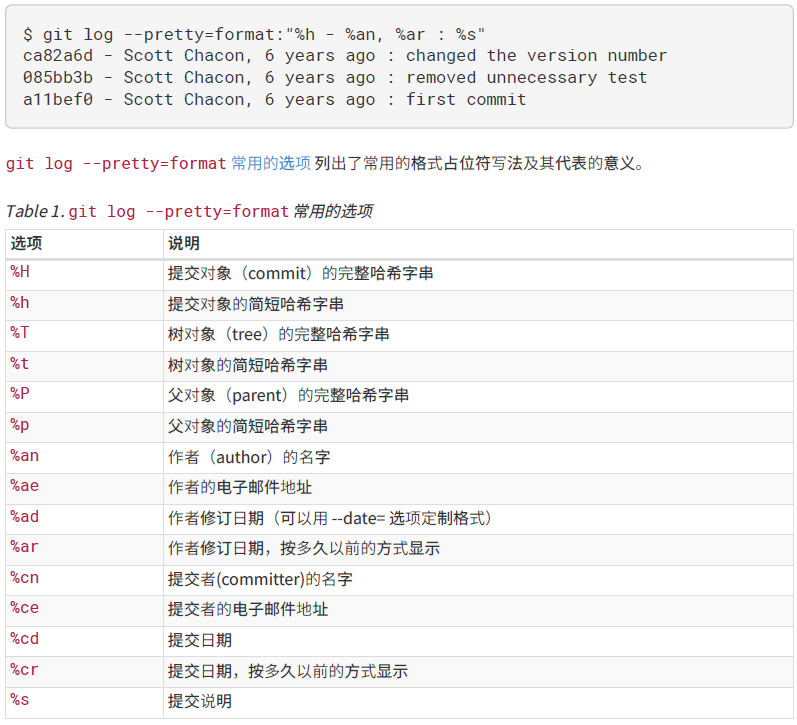 $ git log --pretty=format:"%h - %an, %ar : %s"
ca82a6d - Scott Chacon, 6 years ago : changed the version number
085bb3b - Scott Chacon, 6 years ago : removed unnecessary test
a11bef0 - Scott Chacon, 6 years ago : first commit
git log --pretty=format 常用的选项 列出了常用的格式占位符写法及其代表的意义。
Table 1. git log --pretty=format 常用的选项
选项 说明
%H 提交对象（commit）的完整哈希字串
%h 提交对象的简短哈希字串
%T 树对象（tree）的完整哈希字串
%t 树对象的简短哈希字串
%P 父对象（parent）的完整哈希字串
%p 父对象的简短哈希字串
%an 作者（author）的名字
%ae 作者的电子邮件地址
%ad 作者修订日期（可以用 --date= 选项定制格式）
%ar 作者修订日期，按多久以前的方式显示
%cn 提交者(committer)的名字
%ce 提交者的电子邮件地址
%cd 提交日期
%cr 提交日期，按多久以前的方式显示
%s 提交说明